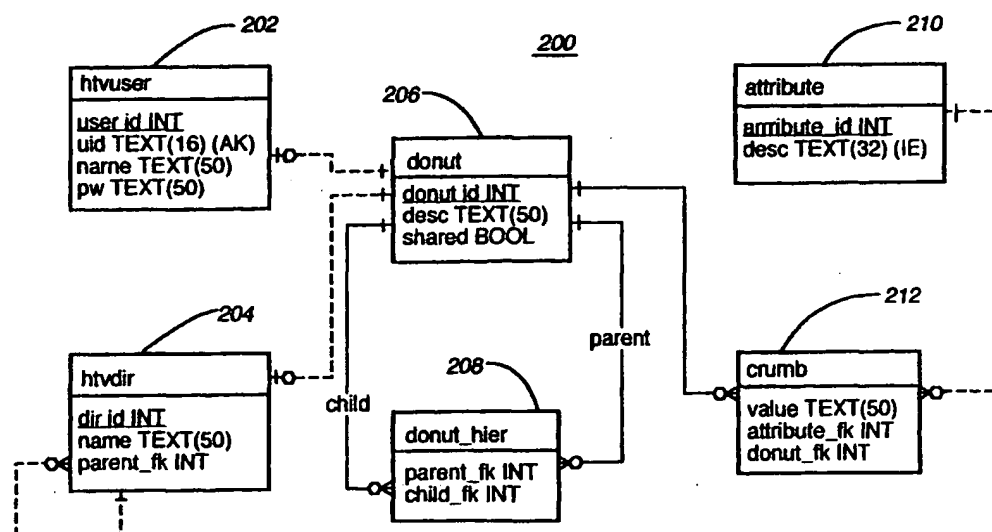 200
202
htvuser
user id INT
uid TEXT(16) (AK)
name TEXT(50)
pw TEXT(50)
206
donut
donut id INT
desc TEXT(50)
shared BOOL
210
attribute
attribute_id INT
desc TEXT(32) (IE)
204
htvdir
dir id INT
name TEXT(50)
parent_fk INT
child
208
donut_hier
parent_fk INT
child_fk INT
parent
212
crumb
value TEXT(50)
attribute_fk INT
donut_fk INT